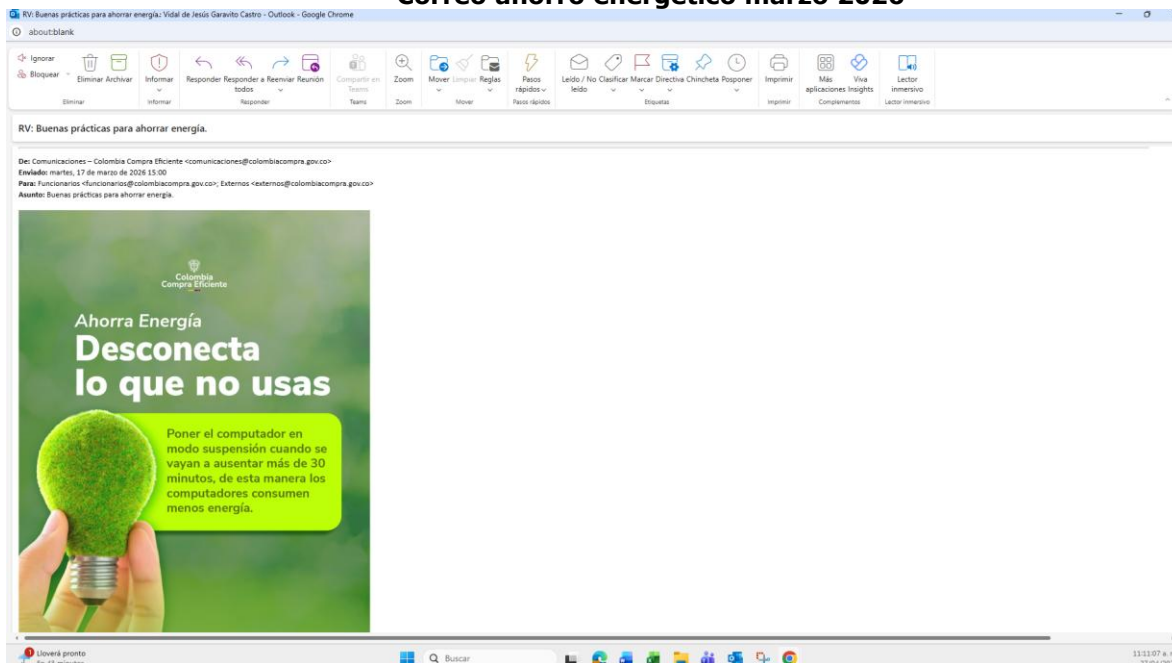 Correo ahorro energético marzo 2026
RV: Buenas prácticas para ahorrar energía.: Vidal de Jesús Garavito Castro - Outlook - Google Chrome
about:blank
Ignorar
Bloquear
Eliminar Archivar
Informar
Responder Responder a todos Reenviar Reunión
Compartir en Teams
Zoom
Mover Limpiar Reglas
Pasos rápidos
Leído / No leído Clasificar Marcar Directiva Chincheta Posponer
Imprimir
Más aplicaciones Viva Insights
Lector inmersivo
Eliminar Informar Responder Teams Zoom Mover Pasos rápidos Etiquetas Imprimir Complementos Lector inmersivo
RV: Buenas prácticas para ahorrar energía.
De: Comunicaciones – Colombia Compra Eficiente <comunicaciones@colombiacompra.gov.co>
Enviado: martes, 17 de marzo de 2026 15:00
Para: Funcionarios <funcionarios@colombiacompra.gov.co>; Externos <externos@colombiacompra.gov.co>
Asunto: Buenas prácticas para ahorrar energía.
Colombia
Compra Eficiente
Ahorra Energía
Desconecta
lo que no usas
Poner el computador en
modo suspensión cuando se
vayan a ausentar más de 30
minutos, de esta manera los
computadores consumen
menos energía.
1
Lloverá pronto
Buscar
11:11:07 a.